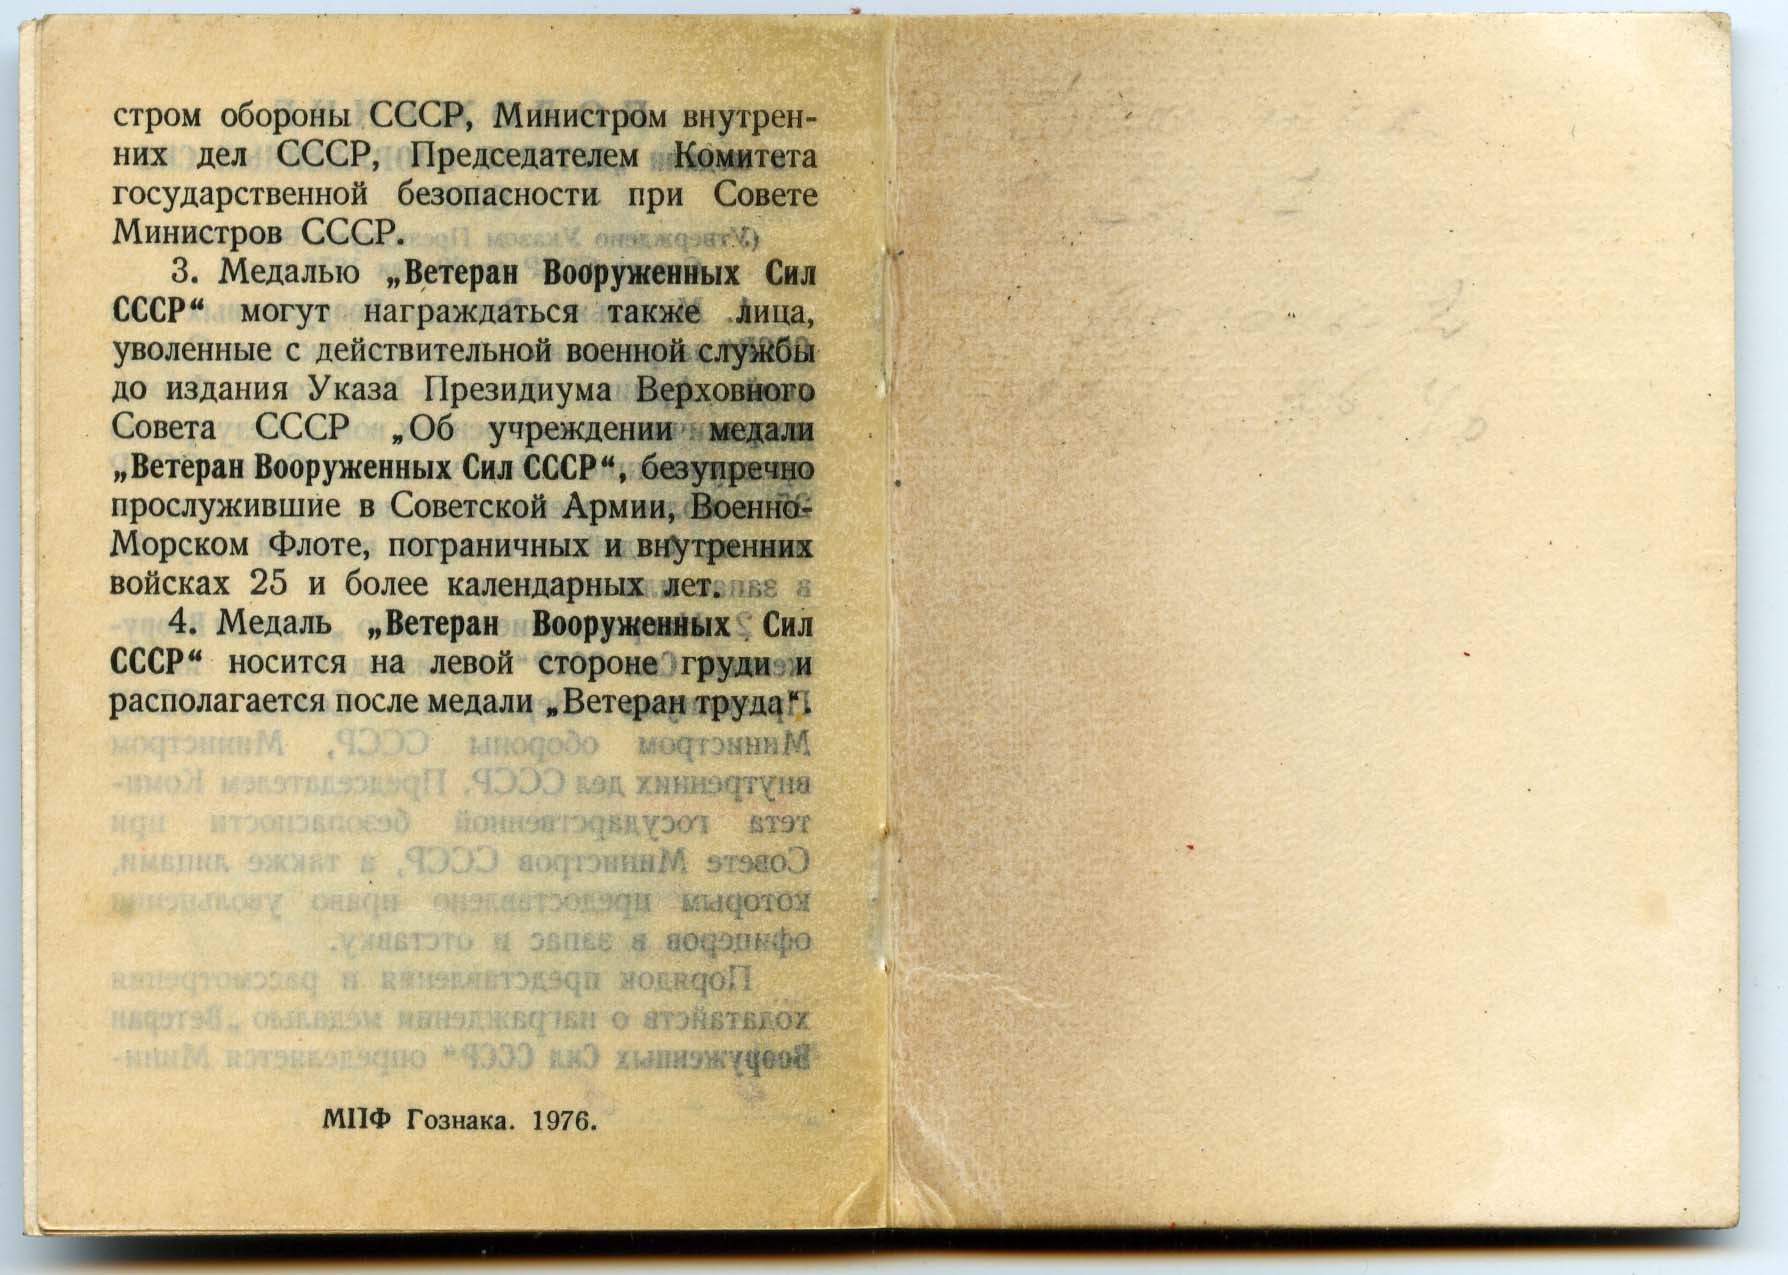 стром обороны СССР, Министром внутрен-
них дел СССР, Председателем Комитета
государственной безопасности при Совете
Министров СССР.
3. Медалью „Ветеран Вооруженных Сил
СССР“ могут награждаться также лица,
уволенные с действительной военной службы
до издания Указа Президиума Верховного
Совета СССР „Об учреждении медали
„Ветеран Вооруженных Сил СССР“, безупречно
прослужившие в Советской Армии, Военно-
Морском Флоте, пограничных и внутренних
войсках 25 и более календарных лет.
4. Медаль „Ветеран Вооруженных Сил
СССР“ носится на левой стороне груди и
располагается после медали „Ветеран труда“.
МПФ Гознака. 1976.